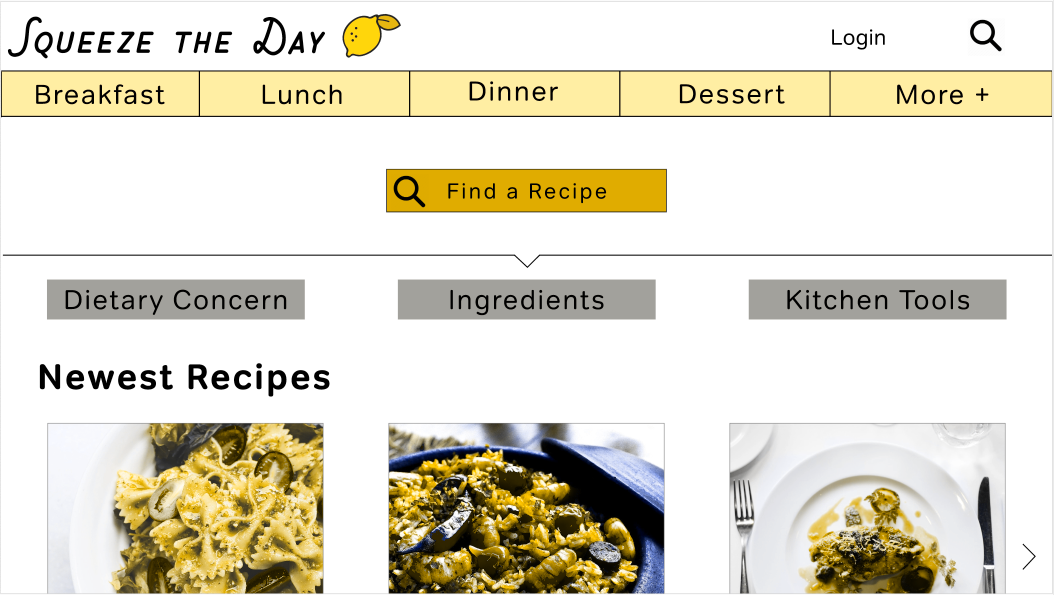 Squeeze the Day
Login
Breakfast
Lunch
Dinner
Dessert
More +
Find a Recipe
Dietary Concern
Ingredients
Kitchen Tools
Newest Recipes